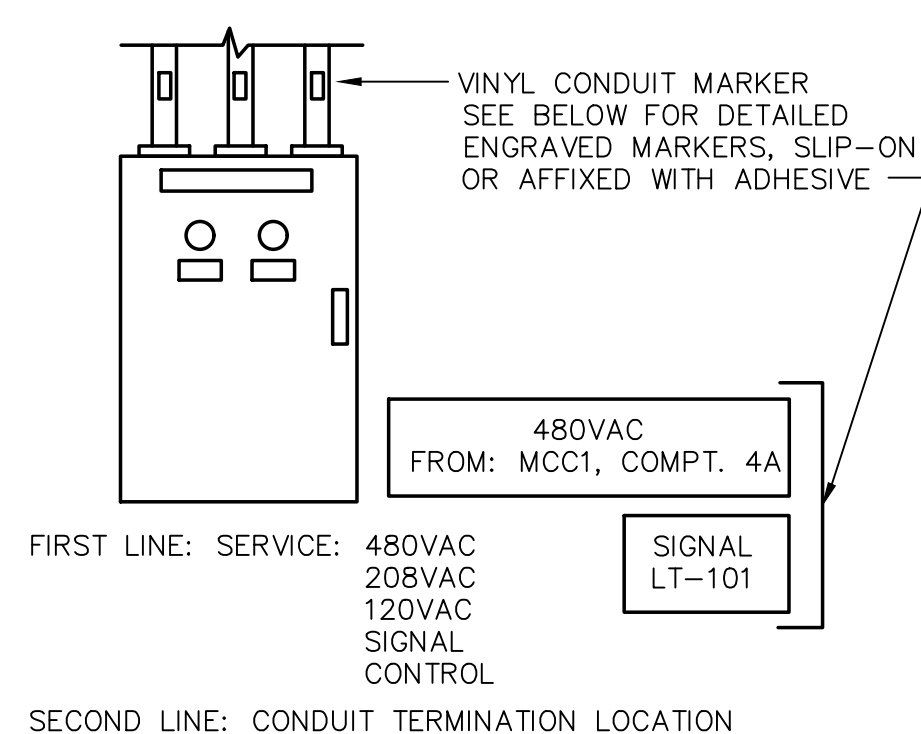 VINYL CONDUIT MARKER
SEE BELOW FOR DETAILED
ENGRAVED MARKERS, SLIP-ON
OR AFFIXED WITH ADHESIVE
480VAC
FROM: MCC1, COMPT. 4A
SIGNAL
LT-101
FIRST LINE: SERVICE: 480VAC
208VAC
120VAC
SIGNAL
CONTROL
SECOND LINE: CONDUIT TERMINATION LOCATION